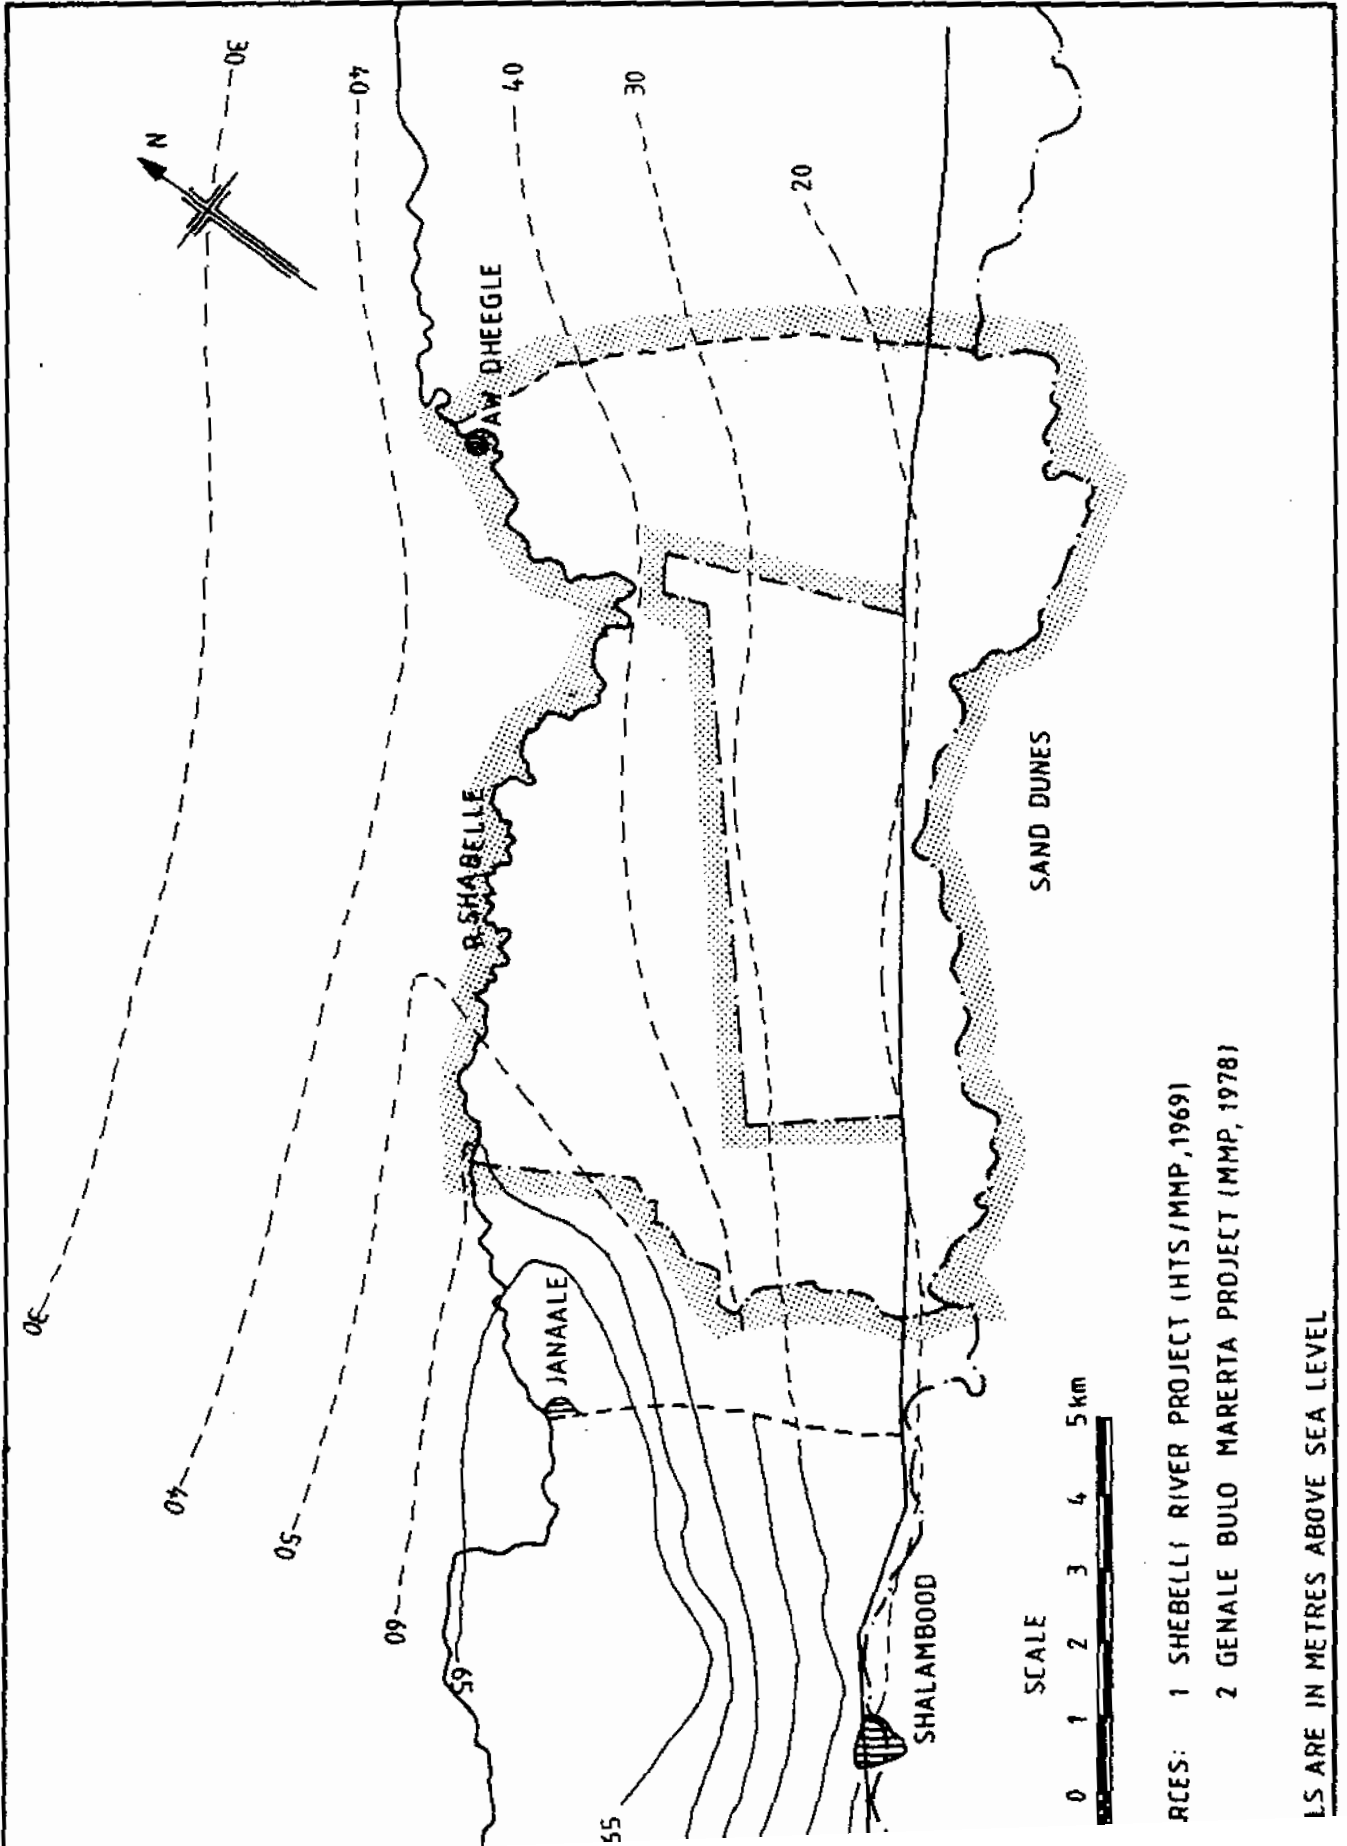 30
40
40
30
20
N
AW DHEEGLE
R SHABELLE
SAND DUNES
30
40
50
60
65
65
JANAALE
SHALAMBOOD
SCALE
0 1 2 3 4 5km
RCES: 1 SHEBELLI RIVER PROJECT (HTS/MMP,1969)
2 GENALE BULO MARERTA PROJECT (MMP, 1978)
LS ARE IN METRES ABOVE SEA LEVEL